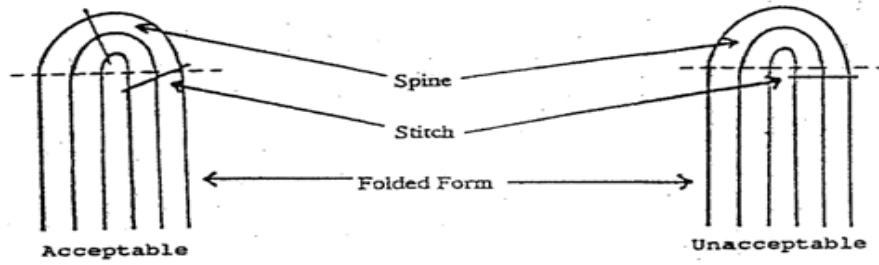 Spine
Stitch
Folded Form
Acceptable
Unacceptable